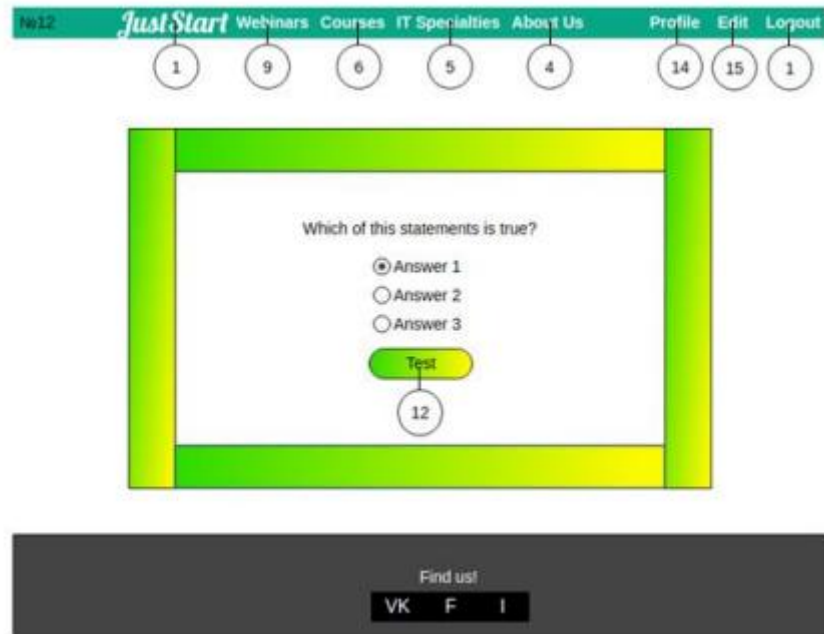 №12 JustStart Webinars Courses IT Specialties About Us Profile Edit Logout
1 9 6 5 4 14 15 1
Which of this statements is true?
Answer 1
Answer 2
Answer 3
Test
12
Find us!
VK F I